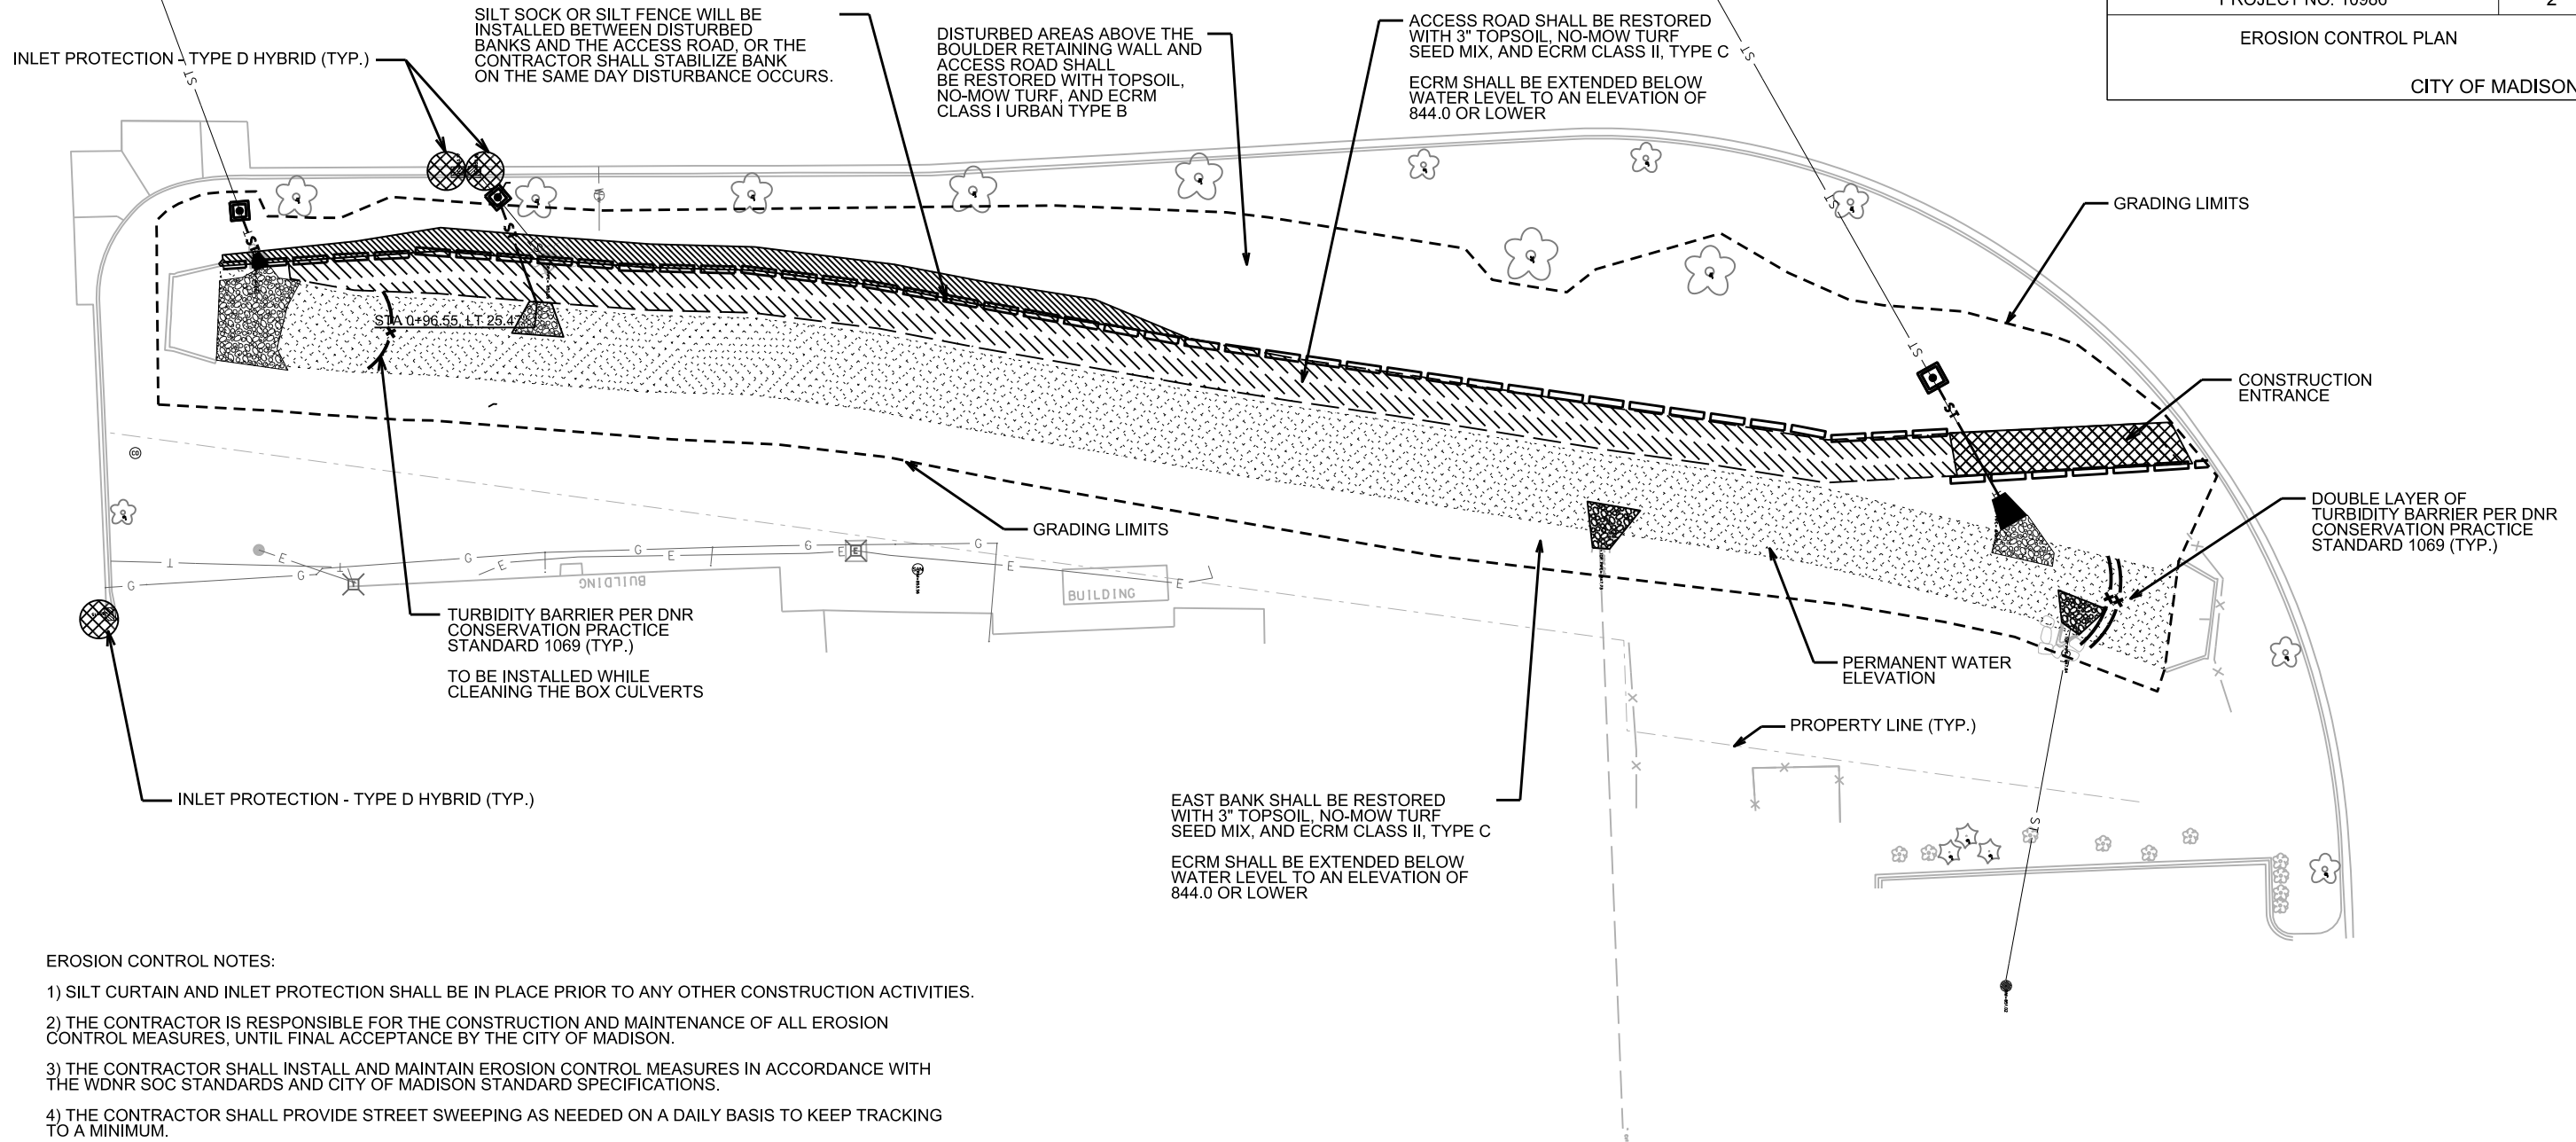 PROJECT NO. 10986
2
EROSION CONTROL PLAN
CITY OF MADISON
INLET PROTECTION - TYPE D HYBRID (TYP.)
SILT SOCK OR SILT FENCE WILL BE
INSTALLED BETWEEN DISTURBED
BANKS AND THE ACCESS ROAD, OR THE
CONTRACTOR SHALL STABILIZE BANK
ON THE SAME DAY DISTURBANCE OCCURS.
DISTURBED AREAS ABOVE THE
BOULDER RETAINING WALL AND
ACCESS ROAD SHALL
BE RESTORED WITH TOPSOIL,
NO-MOW TURF, AND ECRM
CLASS I URBAN TYPE B
ACCESS ROAD SHALL BE RESTORED
WITH 3" TOPSOIL, NO-MOW TURF
SEED MIX, AND ECRM CLASS II, TYPE C
ECRM SHALL BE EXTENDED BELOW
WATER LEVEL TO AN ELEVATION OF
844.0 OR LOWER
ST
ST
ST
ST
ST
ST
ST
ST
GRADING LIMITS
CONSTRUCTION
ENTRANCE
DOUBLE LAYER OF
TURBIDITY BARRIER PER DNR
CONSERVATION PRACTICE
STANDARD 1069 (TYP.)
STA 0+96.55, LT 25.4
GRADING LIMITS
CO
G
G
G
G
G
T
T
E
E
E
E
E
E
BUILDING
BUILDING
TURBIDITY BARRIER PER DNR
CONSERVATION PRACTICE
STANDARD 1069 (TYP.)
TO BE INSTALLED WHILE
CLEANING THE BOX CULVERTS
PERMANENT WATER
ELEVATION
PROPERTY LINE (TYP.)
INLET PROTECTION - TYPE D HYBRID (TYP.)
EAST BANK SHALL BE RESTORED
WITH 3" TOPSOIL, NO-MOW TURF
SEED MIX, AND ECRM CLASS II, TYPE C
ECRM SHALL BE EXTENDED BELOW
WATER LEVEL TO AN ELEVATION OF
844.0 OR LOWER
EROSION CONTROL NOTES:
1) SILT CURTAIN AND INLET PROTECTION SHALL BE IN PLACE PRIOR TO ANY OTHER CONSTRUCTION ACTIVITIES.
2) THE CONTRACTOR IS RESPONSIBLE FOR THE CONSTRUCTION AND MAINTENANCE OF ALL EROSION
CONTROL MEASURES, UNTIL FINAL ACCEPTANCE BY THE CITY OF MADISON.
3) THE CONTRACTOR SHALL INSTALL AND MAINTAIN EROSION CONTROL MEASURES IN ACCORDANCE WITH
THE WDNR SOC STANDARDS AND CITY OF MADISON STANDARD SPECIFICATIONS.
4) THE CONTRACTOR SHALL PROVIDE STREET SWEEPING AS NEEDED ON A DAILY BASIS TO KEEP TRACKING
TO A MINIMUM.